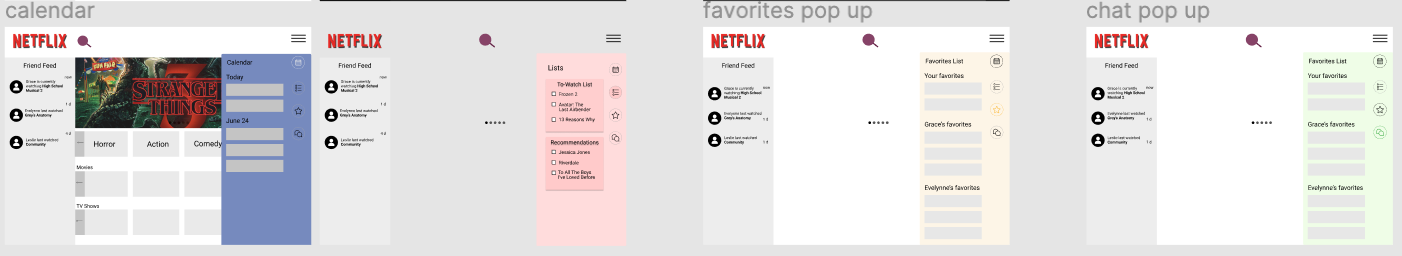 calendar
NETFLIX
Friend Feed
now
Grace is currently
watching High School
Musical 2
1 d
Evelynne last watched
Grey's Anatomy
4 d
Leslie last watched
Community
STRANGER
THINGS
3
Horror
Action
Comedy
Movies
TV Shows
Calendar
Today
June 24
NETFLIX
Friend Feed
now
Grace is currently
watching High School
Musical 2
1 d
Evelynne last watched
Grey's Anatomy
4 d
Leslie last watched
Community
Lists
To-Watch List
Frozen 2
Avatar: The
Last Airbender
13 Reasons Why
Recommendations
Jessica Jones
Riverdale
To All The Boys
I've Loved Before
favorites pop up
NETFLIX
Friend Feed
Grace is currently
watching High School
Musical 2
now
Evelynne last watched
Grey's Anatomy
1 d
Leslie last watched
Community
1 d
Favorites List
Your favorites
Grace's favorites
Evelynne's favorites
chat pop up
NETFLIX
Friend Feed
Grace is currently
watching High School
Musical 2
now
Evelynne last watched
Grey's Anatomy
1 d
Leslie last watched
Community
1 d
Favorites List
Your favorites
Grace's favorites
Evelynne's favorites